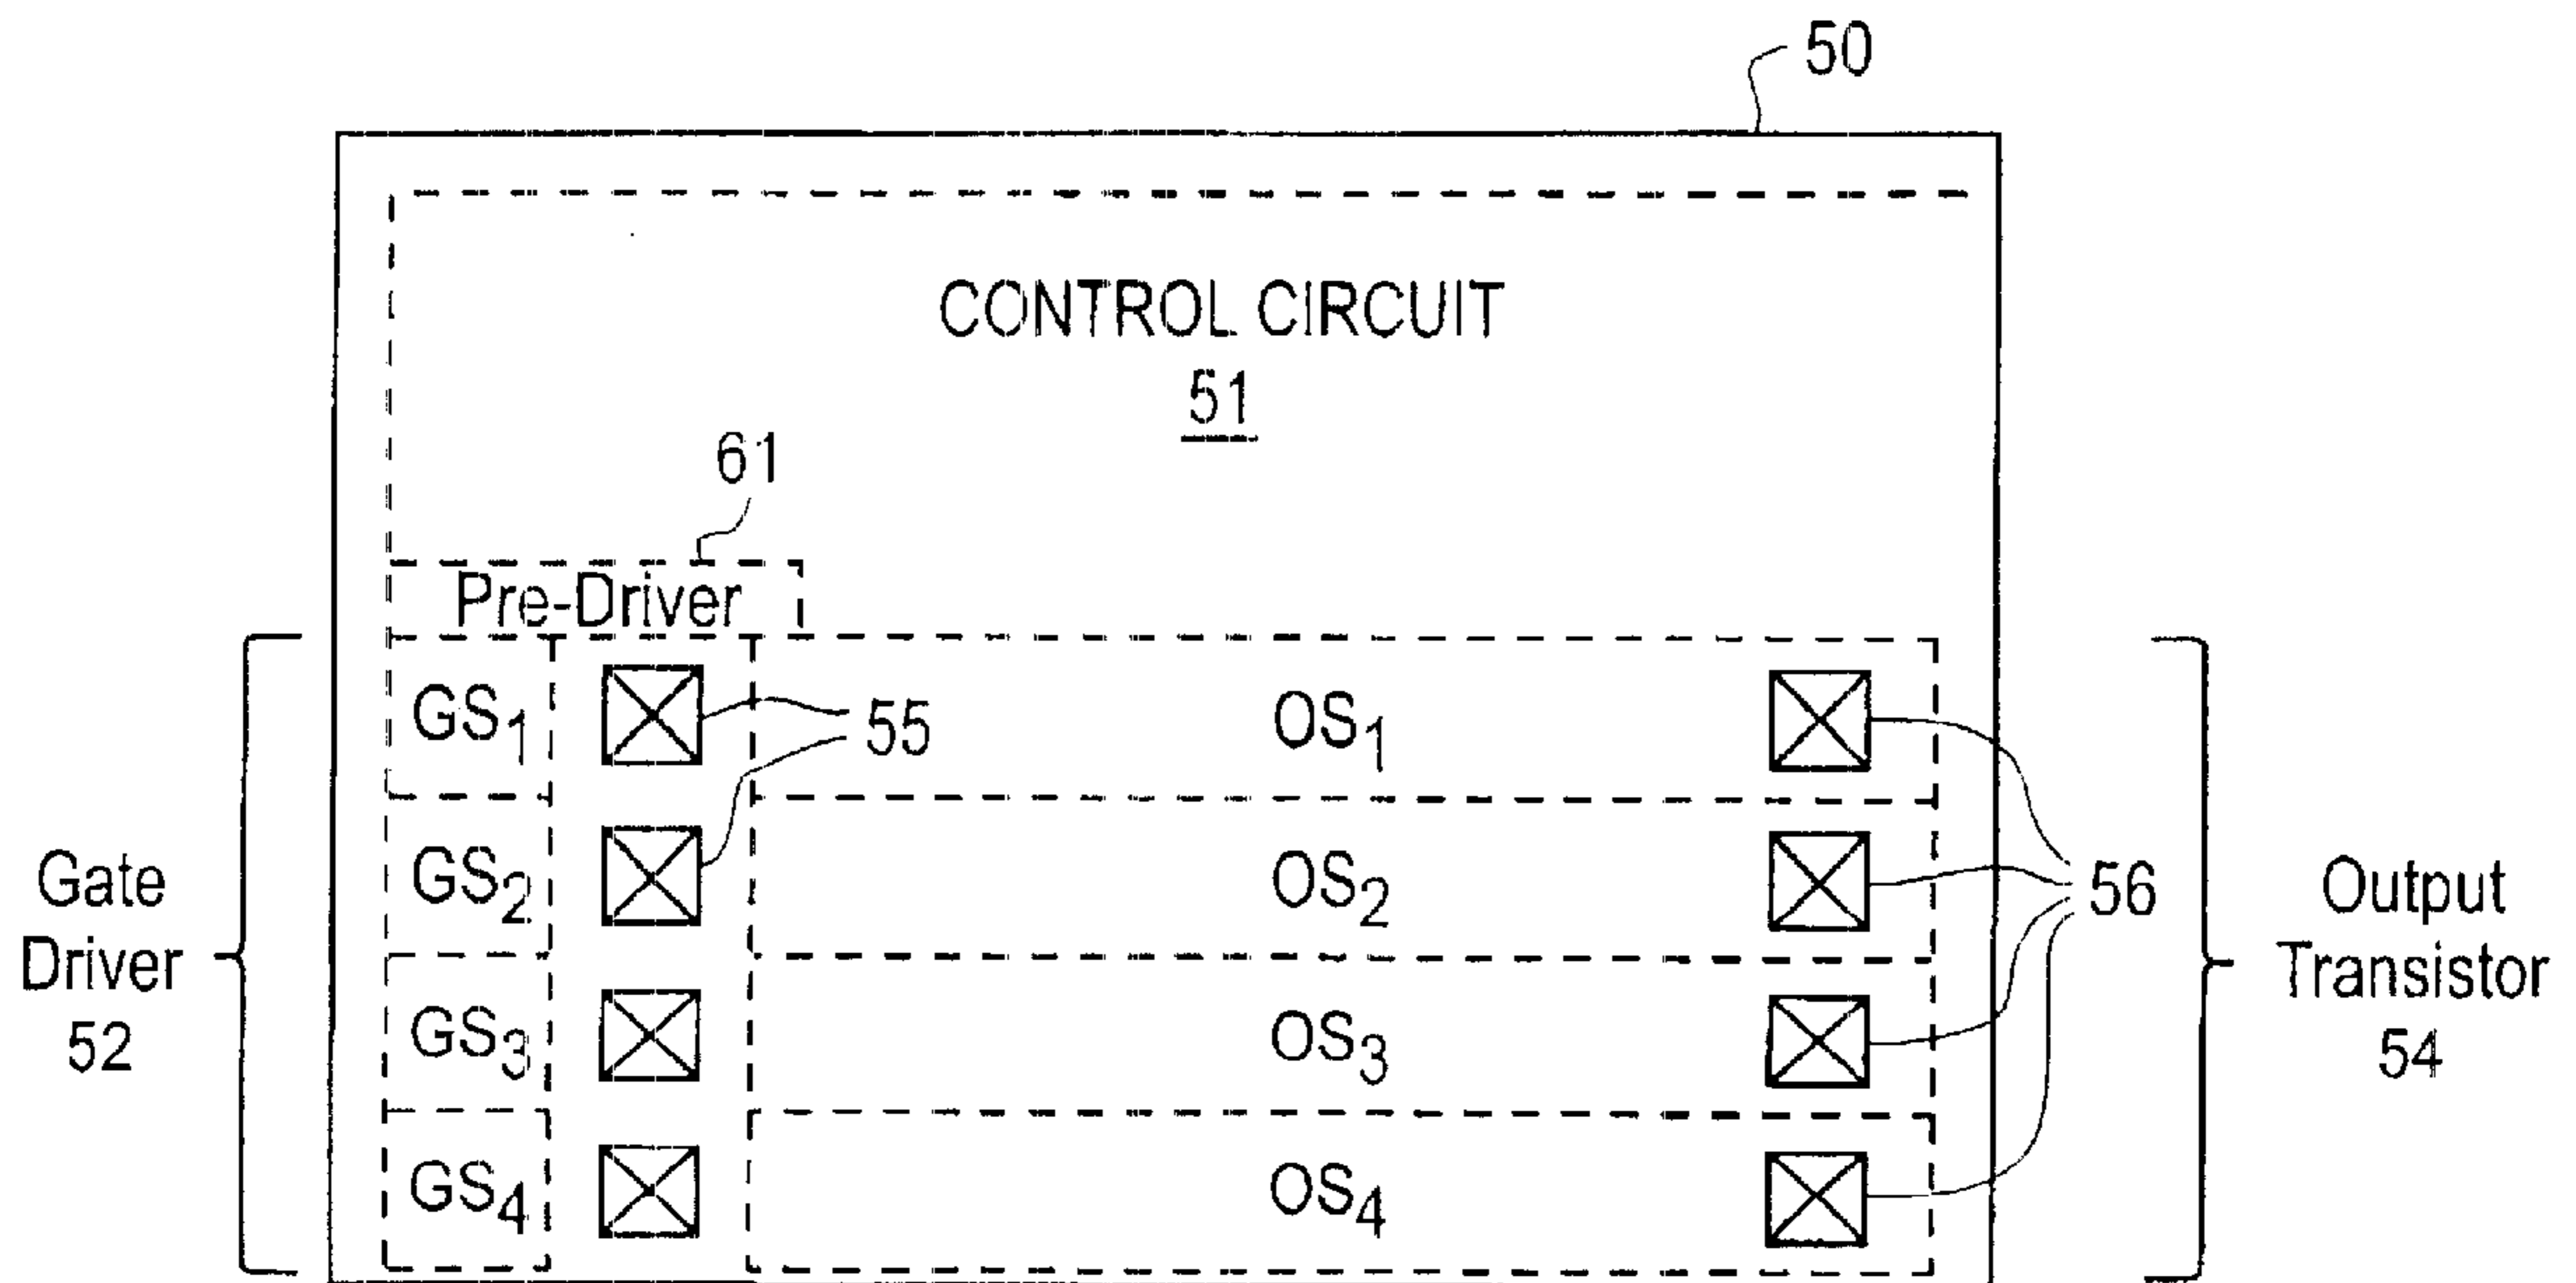 50
CONTROL CIRCUIT
51
61
Pre-Driver
GS1
55
OS1
GS2
OS2
56
Gate
Driver
52
Output
Transistor
54
GS3
OS3
GS4
OS4